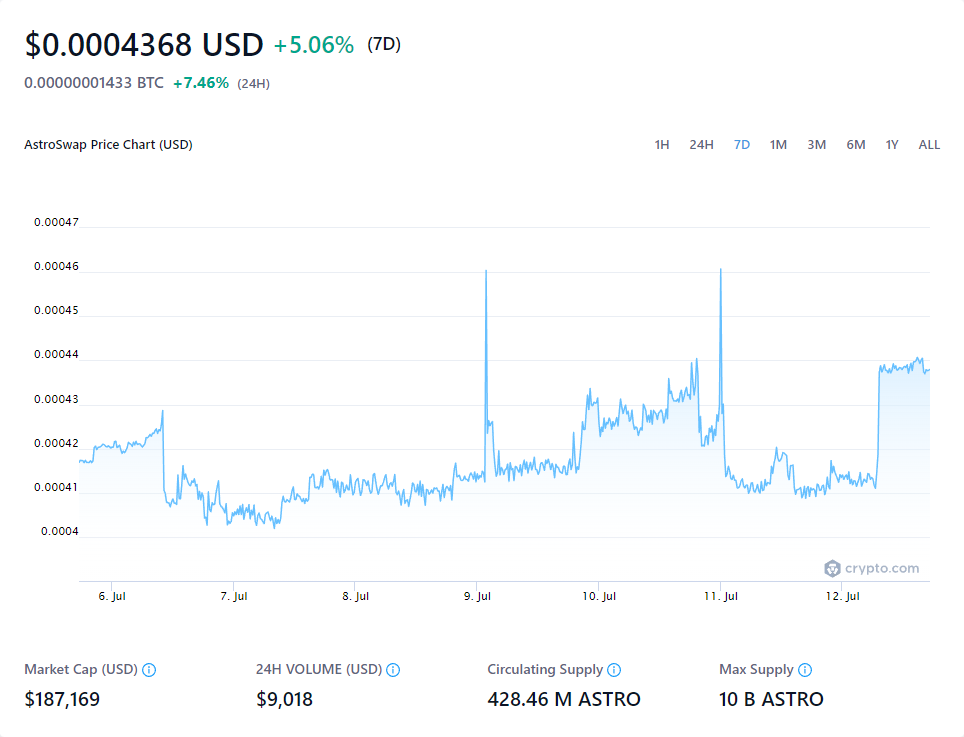 $0.0004368 USD +5.06% (7D)
0.00000001433 BTC +7.46% (24H)
AstroSwap Price Chart (USD) 1H 24H 7D 1M 3M 6M 1Y ALL
0.00047
0.00046
0.00045
0.00044
0.00043
0.00042
0.00041
0.0004
crypto.com
6. Jul 7. Jul 8. Jul 9. Jul 10. Jul 11. Jul 12. Jul
Market Cap (USD) 24H VOLUME (USD) Circulating Supply Max Supply
$187,169 $9,018 428.46 M ASTRO 10 B ASTRO